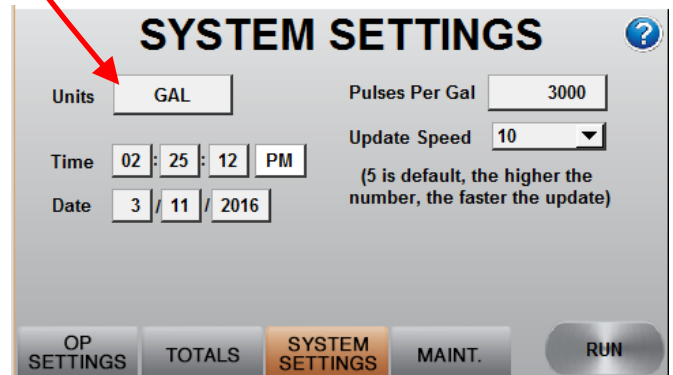 SYSTEM SETTINGS
?
Units GAL
Pulses Per Gal 3000
Update Speed 10
(5 is default, the higher the
number, the faster the update)
Time 02 : 25 : 12 PM
Date 3 / 11 / 2016
OP
SETTINGS
TOTALS
SYSTEM
SETTINGS
MAINT.
RUN